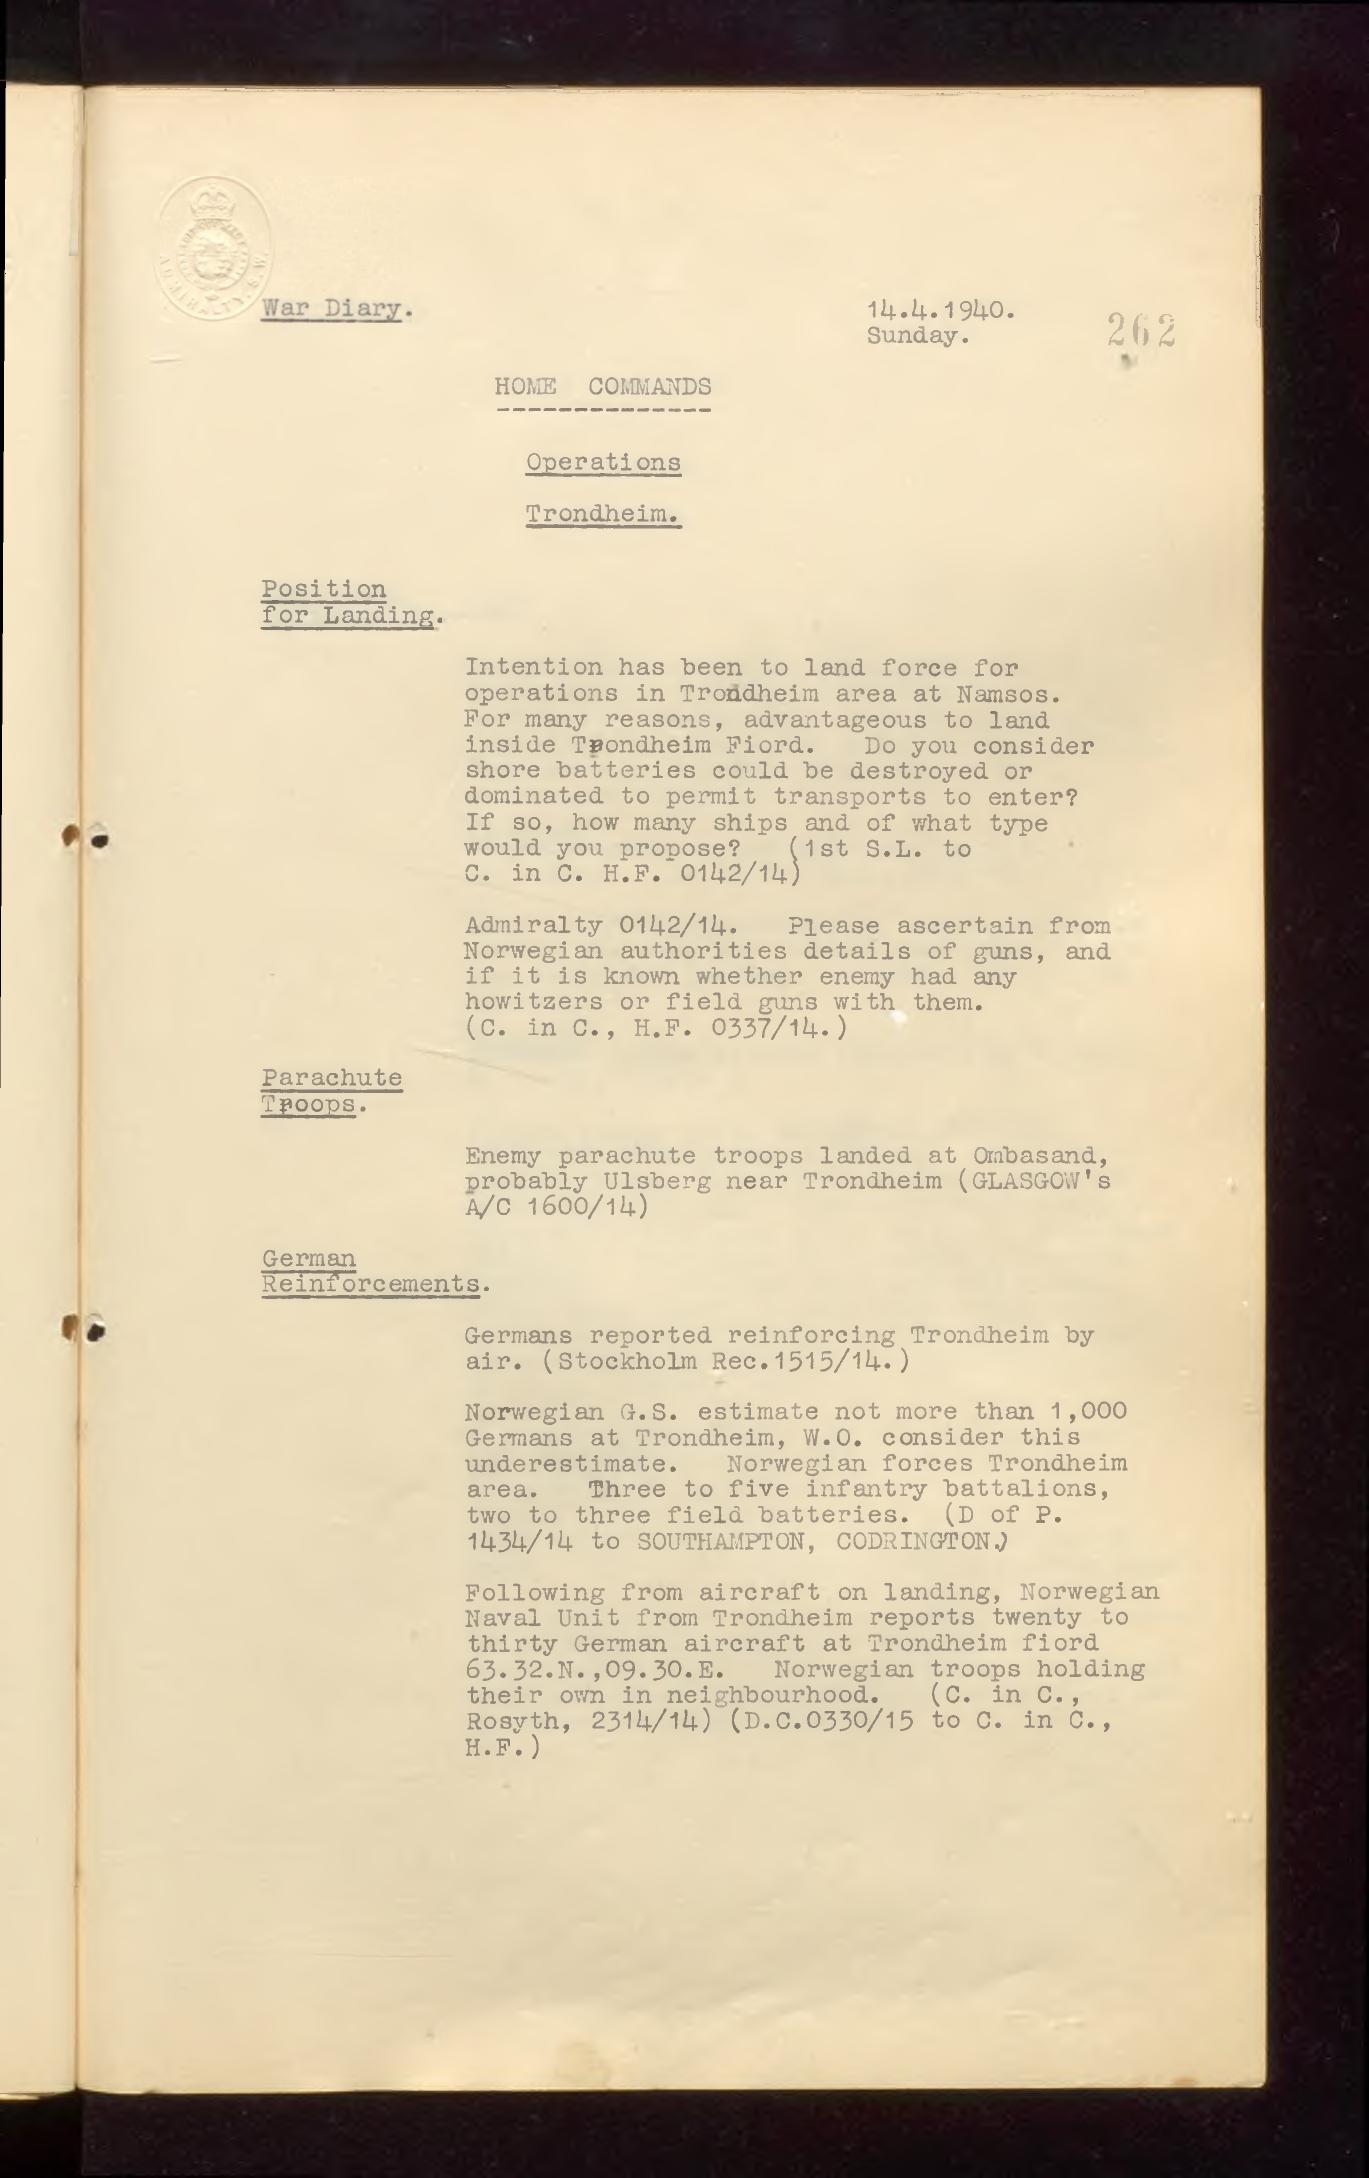 ADMIRALTY.S.W.
War Diary.
14.4.1940.
Sunday.
262
HOME COMMANDS
Operations
Trondheim.
Position
for Landing.
Intention has been to land force for
operations in Trondheim area at Namsos.
For many reasons, advantageous to land
inside Trondheim Fiord. Do you consider
shore batteries could be destroyed or
dominated to permit transports to enter?
If so, how many ships and of what type
would you propose? (1st S.L. to
C. in C. H.F. 0142/14)
Admiralty 0142/14. Please ascertain from
Norwegian authorities details of guns, and
if it is known whether enemy had any
howitzers or field guns with them.
(C. in C., H.F. 0337/14.)
Parachute
Troops.
Enemy parachute troops landed at Ombasand,
probably Ulsberg near Trondheim (GLASGOW's
A/C 1600/14)
German
Reinforcements.
Germans reported reinforcing Trondheim by
air. (Stockholm Rec.1515/14.)
Norwegian G.S. estimate not more than 1,000
Germans at Trondheim, W.O. consider this
underestimate. Norwegian forces Trondheim
area. Three to five infantry battalions,
two to three field batteries. (D of P.
1434/14 to SOUTHAMPTON, CODRINGTON.)
Following from aircraft on landing, Norwegian
Naval Unit from Trondheim reports twenty to
thirty German aircraft at Trondheim fiord
63.32.N.,09.30.E. Norwegian troops holding
their own in neighbourhood. (C. in C.,
Rosyth, 2314/14) (D.C.0330/15 to C. in C.,
H.F.)